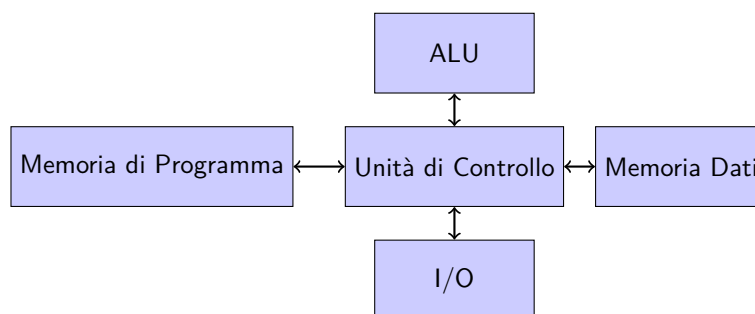 ALU
Memoria di Programma
Unità di Controllo
Memoria Dati
I/O